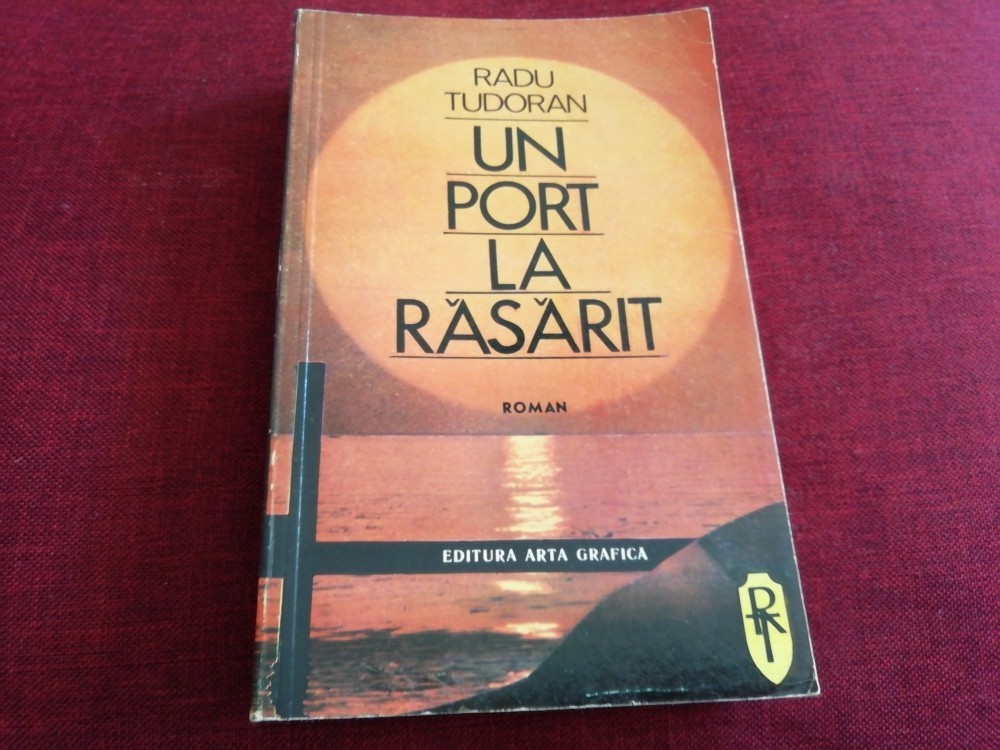 RADU
TUDORAN
UN
PORT
LA
RĂSĂRIT
ROMAN
EDITURA ARTA GRAFICA
RT